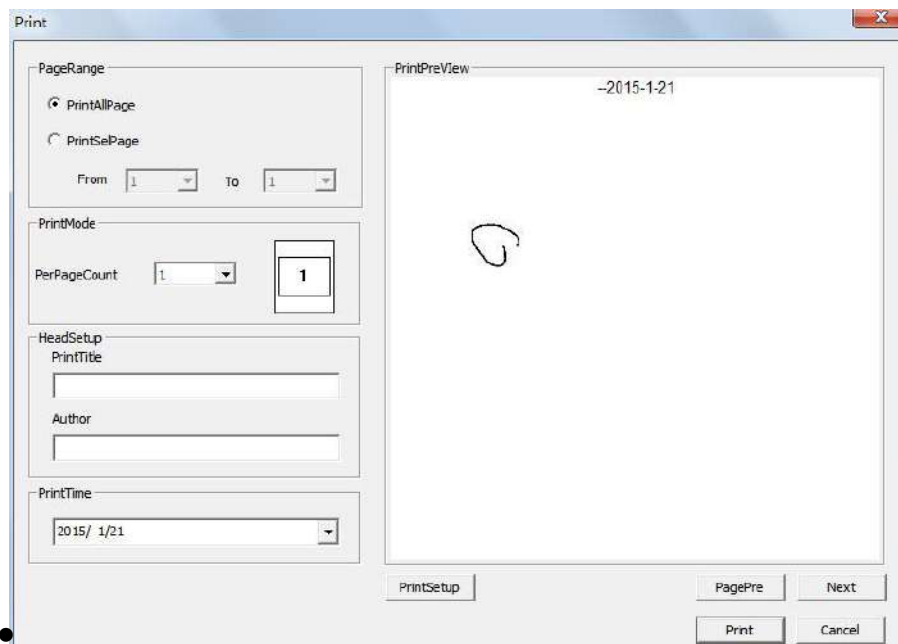 Print
PageRange
PrintAllPage
PrintSelPage
From 1 To 1
PrintMode
PerPageCount 1 1
HeadSetup
PrintTitle
Author
PrintTime
2015/ 1/21
PrintPreVIew
--2015-1-21
PrintSetup PagePre Next
Print Cancel